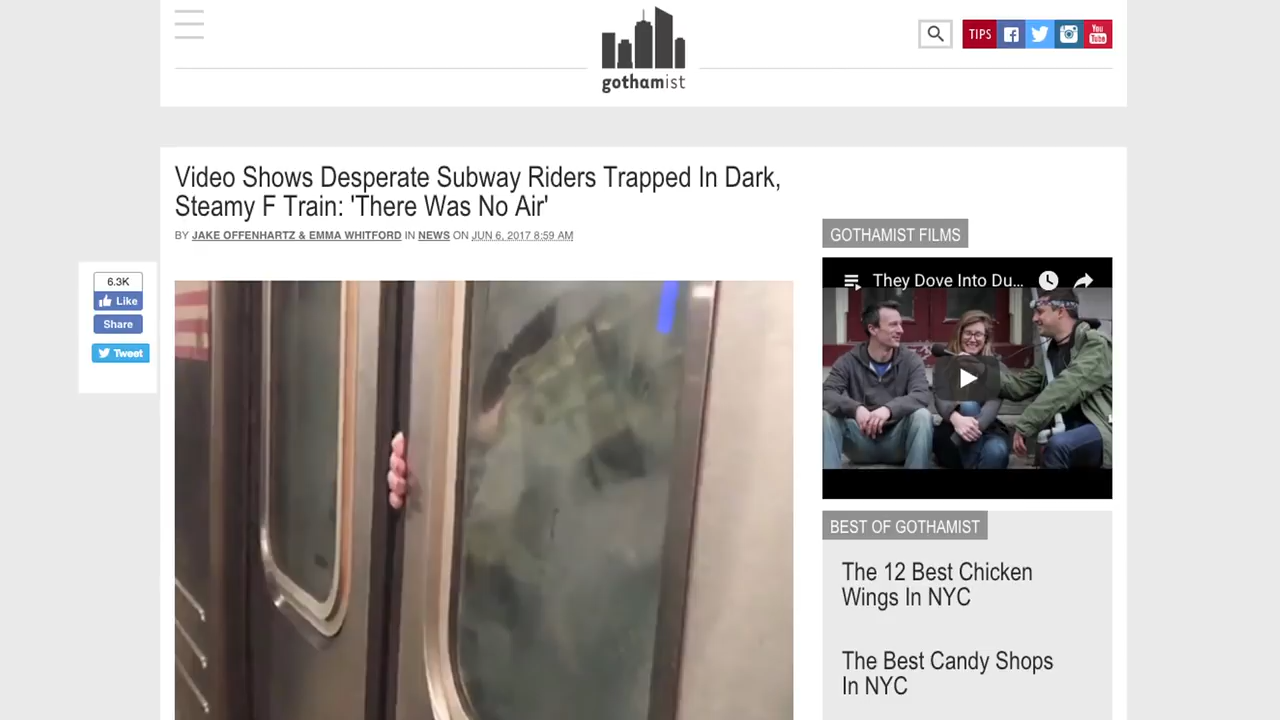 gothamist
TIPS
You
Tube
Video Shows Desperate Subway Riders Trapped In Dark,
Steamy F Train: 'There Was No Air'
BY JAKE OFFENHARTZ & EMMA WHITFORD IN NEWS ON JUN 6, 2017 8:59 AM
6.3K
Like
Share
Tweet
GOTHAMIST FILMS
They Dove Into Du...
BEST OF GOTHAMIST
The 12 Best Chicken
Wings In NYC
The Best Candy Shops
In NYC